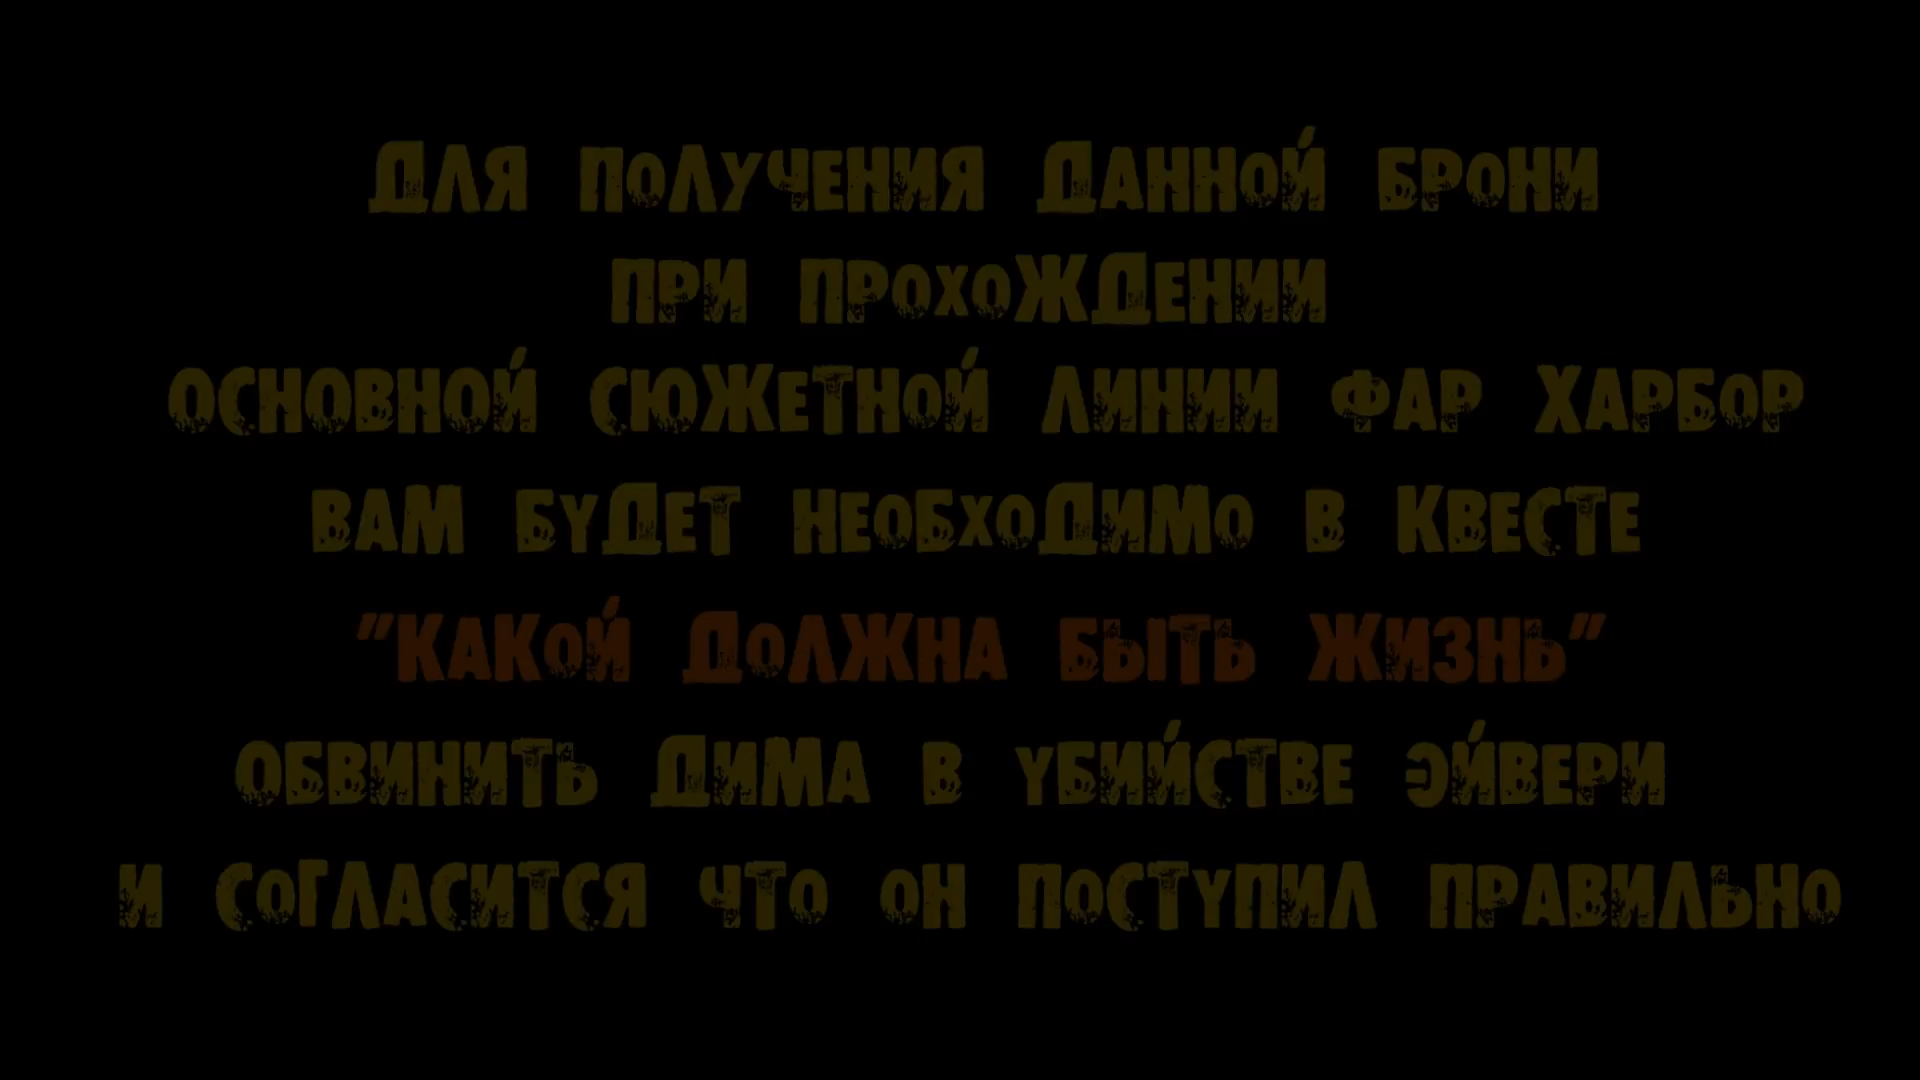 ДЛЯ ПОЛУЧЕНИЯ ДАННОЙ БРОНИ
ПРИ ПРОХОЖДЕНИИ
ОСНОВНОЙ СЮЖЕТНОЙ ЛИНИИ ФАР ХАРБОР
ВАМ БУДЕТ НЕОБХОДИМО В КВЕСТЕ
"КАКОЙ ДОЛЖНА БЫТЬ ЖИЗНЬ"
ОБВИНИТЬ ДИМА В УБИЙСТВЕ ЭЙВЕРИ
И СОГЛАСИТСЯ ЧТО ОН ПОСТУПИЛ ПРАВИЛЬНО